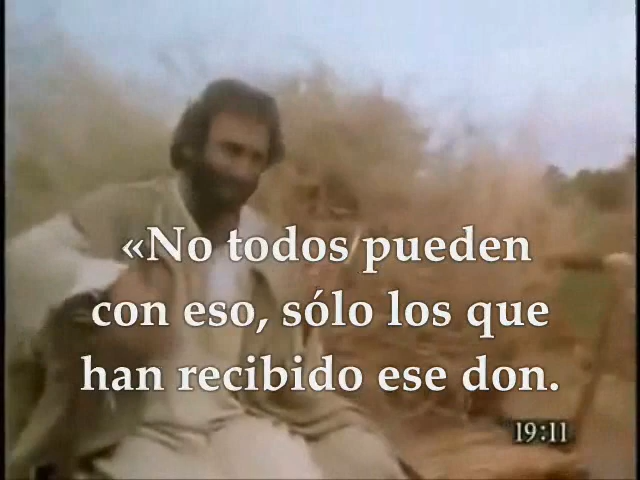 «No todos pueden
con eso, sólo los que
han recibido ese don.
19:11